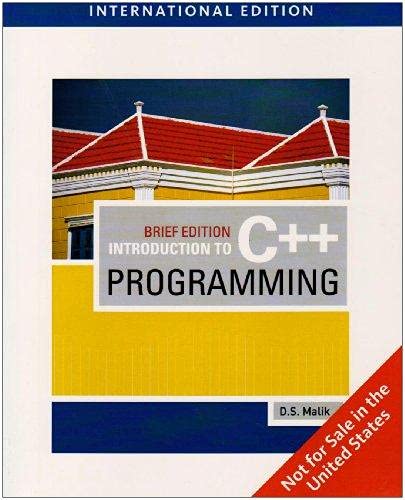 INTERNATIONAL EDITION
BRIEF EDITION
INTRODUCTION TO C++
PROGRAMMING
D.S. Malik
Not for Sale in the
United States